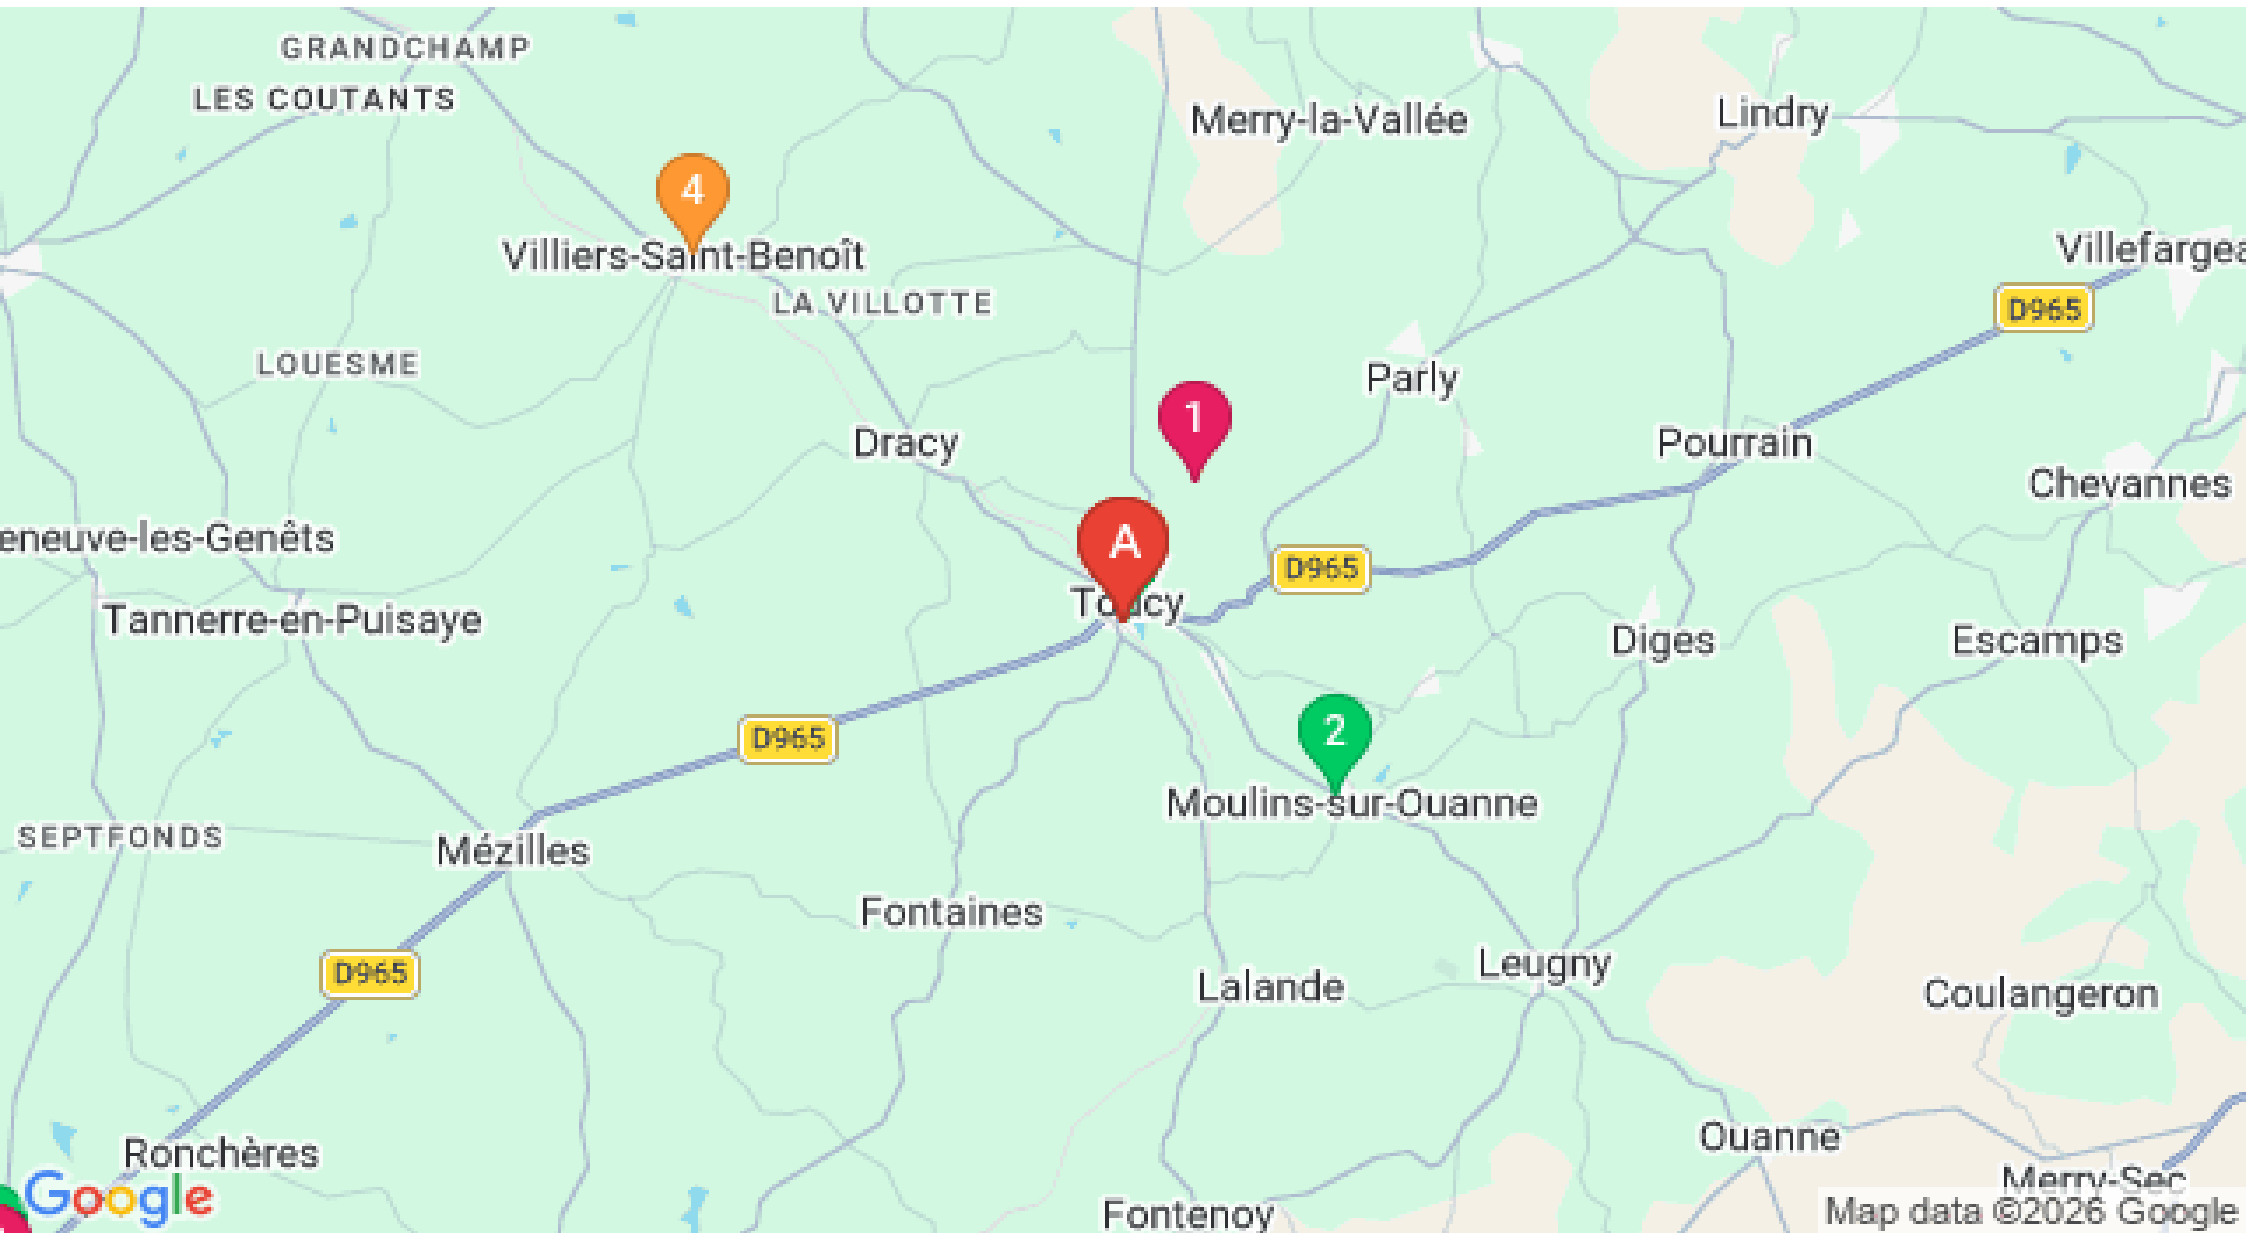 GRANDCHAMP
LES COUTANTS
Merry-la-Vallée
Lindry
4
Villiers-Saint-Benoît
Villefargea
LA VILLOTTE
D965
LOUESME
Parly
1
Dracy
Pourrain
Chevannes
A
eneuve-les-Genêts
D965
Toucy
Tannerre-en-Puisaye
Diges
Escamps
2
D965
Moulins-sur-Ouanne
SEPTFONDS
Mézilles
Fontaines
D965
Leugny
Lalande
Coulangeron
Ouanne
Ronchères
Merry-Sec
Google
Fontenoy
Map data ©2026 Google